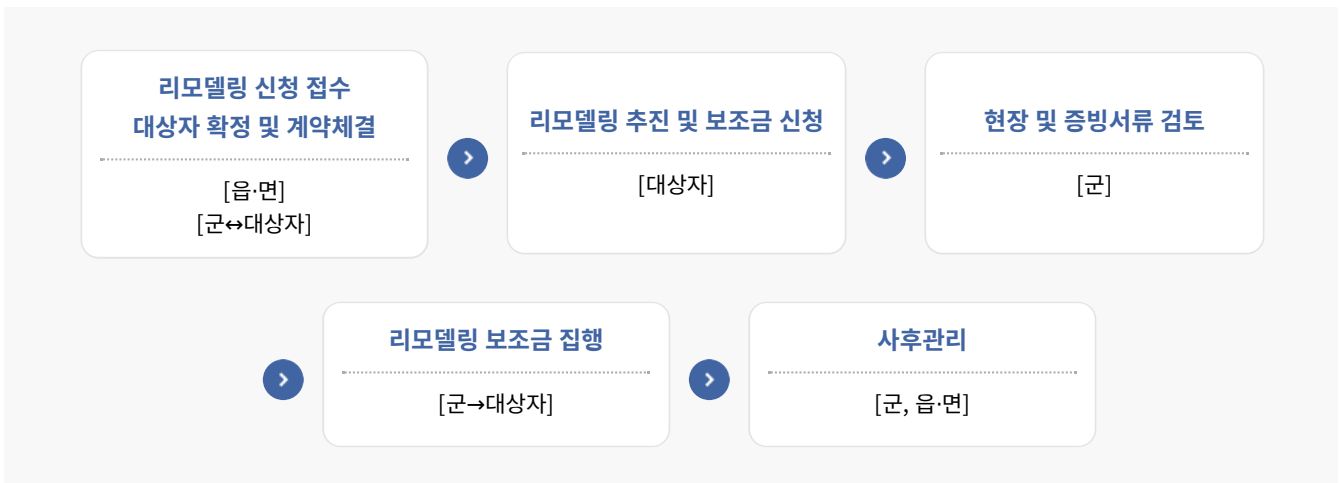 리모델링 신청 접수
대상자 확정 및 계약체결
[읍·면]
[군↔대상자]
리모델링 추진 및 보조금 신청
[대상자]
현장 및 증빙서류 검토
[군]
리모델링 보조금 집행
[군→대상자]
사후관리
[군, 읍·면]